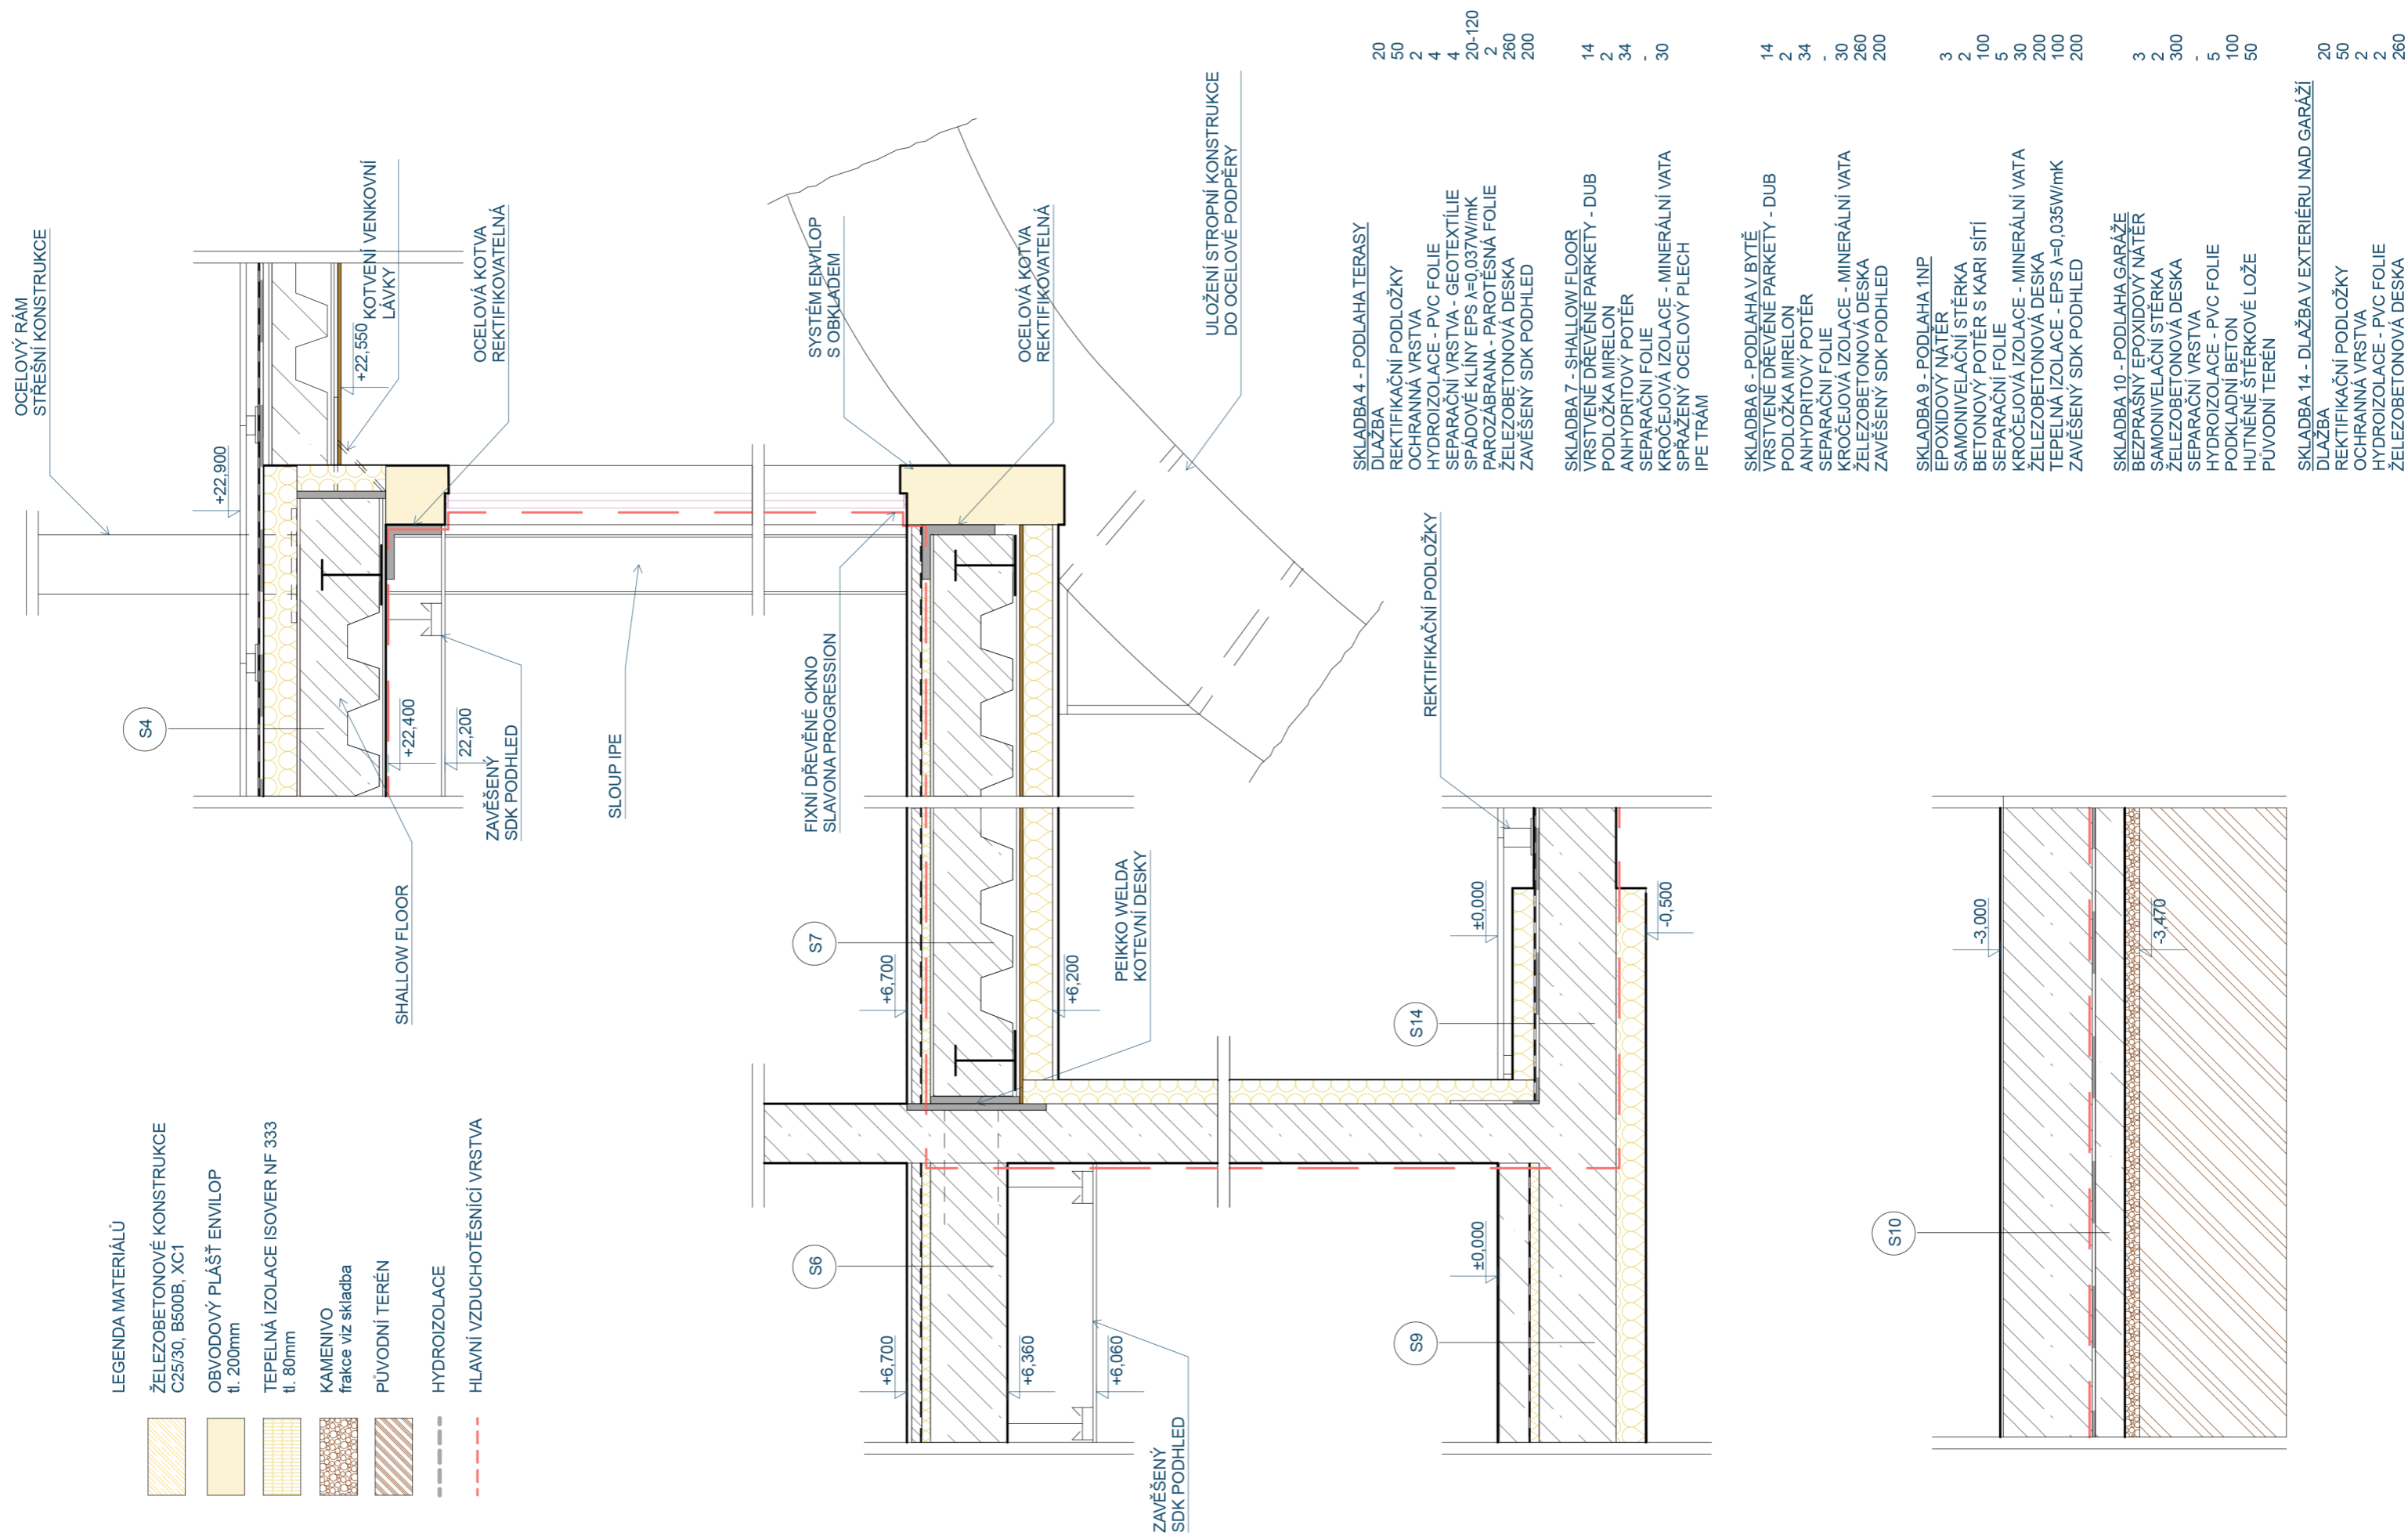 LEGENDA MATERIÁLŮ
ŽELEZOBETONOVÉ KONSTRUKCE
C25/30, B500B, XC1
OBVODOVÝ PLÁŠŤ ENVILOP
tl. 200mm
TEPELNÁ IZOLACE ISOVER NF 333
tl. 80mm
KAMENIVO
frakce viz skladba
PŮVODNÍ TERÉN
HYDROIZOLACE
HLAVNÍ VZDUCHOTĚSNÍCÍ VRSTVA
OCELOVÝ RÁM
STŘEŠNÍ KONSTRUKCE
+22,900
S4
SHALLOW FLOOR
+22,400
22,200
ZAVĚŠENÝ
SDK PODHLED
+22,550
KOTVENÍ VENKOVNÍ
LÁVKY
OCELOVÁ KOTVA
REKTIFIKOVATELNÁ
SLOUP IPE
FIXNÍ DŘEVĚNÉ OKNO
SLAVONA PROGRESSION
SYSTÉM ENVILOP
S OBKLADEM
OCELOVÁ KOTVA
REKTIFIKOVATELNÁ
ULOŽENÍ STROPNÍ KONSTRUKCE
DO OCELOVÉ PODPĚRY
S7
+6,700
+6,200
PEIKKO WELDA
KOTEVNÍ DESKY
S6
+6,700
+6,360
+6,060
ZAVĚŠENÝ
SDK PODHLED
REKTIFIKAČNÍ PODLOŽKY
S14
±0,000
-0,500
S9
±0,000
S10
-3,000
-3,470
SKLADBA 4 - PODLAHA TERASY
DLAŽBA 20
REKTIFIKAČNÍ PODLOŽKY 50
OCHRANNÁ VRSTVA 2
HYDROIZOLACE - PVC FOLIE 4
SEPARAČNÍ VRSTVA - GEOTEXTÍLIE 4
SPÁDOVÉ KLÍNY EPS λ=0,037W/mK 20-120
PAROZÁBRANA - PAROTĚSNÁ FOLIE 2
ŽELEZOBETONOVÁ DESKA 260
ZAVĚŠENÝ SDK PODHLED 200
SKLADBA 7 - SHALLOW FLOOR
VRSTVENÉ DŘEVĚNÉ PARKETY - DUB 14
PODLOŽKA MIRELON 2
ANHYDRITOVÝ POTĚR 34
SEPARAČNI FOLIE -
KROČEJOVÁ IZOLACE - MINERÁLNÍ VATA 30
SPŘAŽENÝ OCELOVÝ PLECH
IPE TRÁM
SKLADBA 6 - PODLAHA V BYTĚ
VRSTVENÉ DŘEVĚNÉ PARKETY - DUB 14
PODLOŽKA MIRELON 2
ANHYDRITOVÝ POTĚR 34
SEPARAČNI FOLIE -
KROČEJOVÁ IZOLACE - MINERÁLNÍ VATA 30
ŽELEZOBETONOVÁ DESKA 260
ZAVĚŠENÝ SDK PODHLED 200
SKLADBA 9 - PODLAHA 1NP
EPOXIDOVÝ NÁTĚR 3
SAMONIVELAČNÍ STĚRKA 2
BETONOVÝ POTĚR S KARI SÍTÍ 100
SEPARAČNÍ FOLIE 5
KROČEJOVÁ IZOLACE - MINERÁLNÍ VATA 30
ŽELEZOBETONOVÁ DESKA 200
TEPELNÁ IZOLACE - EPS λ=0,035W/mK 100
ZAVĚŠENÝ SDK PODHLED 200
SKLADBA 10 - PODLAHA GARÁŽE
BEZPRAŠNÝ EPOXIDOVÝ NÁTĚR 3
SAMONIVELAČNÍ STĚRKA 2
ŽELEZOBETONOVÁ DESKA 300
SEPARAČNÍ VRSTVA -
HYDROIZOLACE - PVC FOLIE 5
PODKLADNÍ BETON 100
HUTNĚNÉ ŠTĚRKOVÉ LOŽE 50
PŮVODNÍ TERÉN
SKLADBA 14 - DLAŽBA V EXTERIÉRU NAD GARÁŽÍ
DLAŽBA 20
REKTIFIKAČNÍ PODLOŽKY 50
OCHRANNÁ VRSTVA 2
HYDROIZOLACE - PVC FOLIE 2
ŽELEZOBETONOVÁ DESKA 260